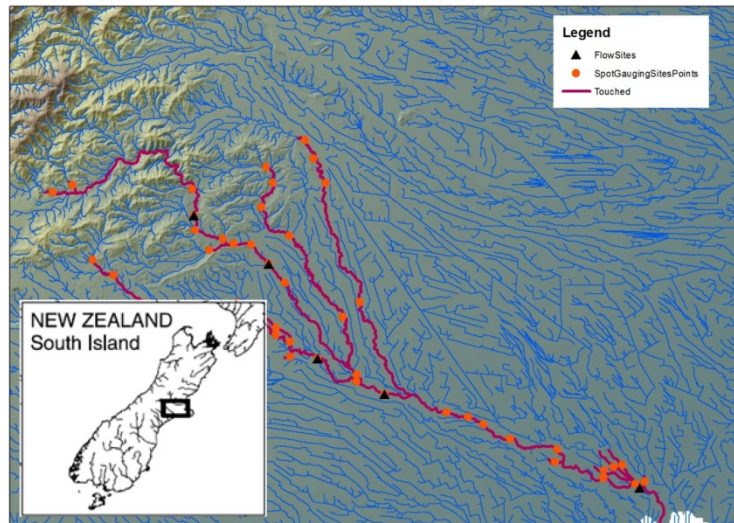 Legend
FlowSites
SpotGaugingSitesPoints
Touched
NEW ZEALAND
South Island